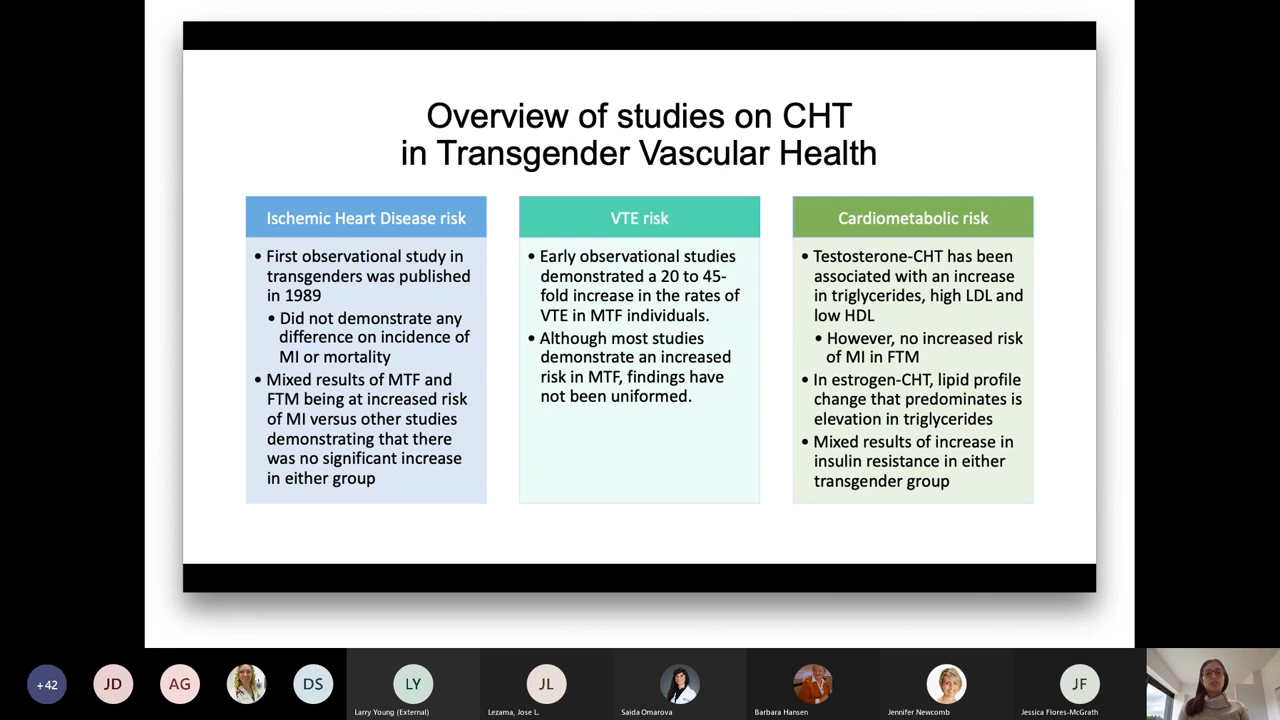 Overview of studies on CHT
in Transgender Vascular Health
Ischemic Heart Disease risk
• First observational study in
transgenders was published
in 1989
• Did not demonstrate any
difference on incidence of
MI or mortality
• Mixed results of MTF and
FTM being at increased risk
of MI versus other studies
demonstrating that there
was no significant increase
in either group
VTE risk
• Early observational studies
demonstrated a 20 to 45-
fold increase in the rates of
VTE in MTF individuals.
• Although most studies
demonstrate an increased
risk in MTF, findings have
not been uniformed.
Cardiometabolic risk
• Testosterone-CHT has been
associated with an increase
in triglycerides, high LDL and
low HDL
• However, no increased risk
of MI in FTM
• In estrogen-CHT, lipid profile
change that predominates is
elevation in triglycerides
• Mixed results of increase in
insulin resistance in either
transgender group
+42
JD
AG
DS
LY
Larry Young (External)
JL
Lezama, Jose L.
Saida Omarova
Barbara Hansen
Jennifer Newcomb
JF
Jessica Flores-McGrath